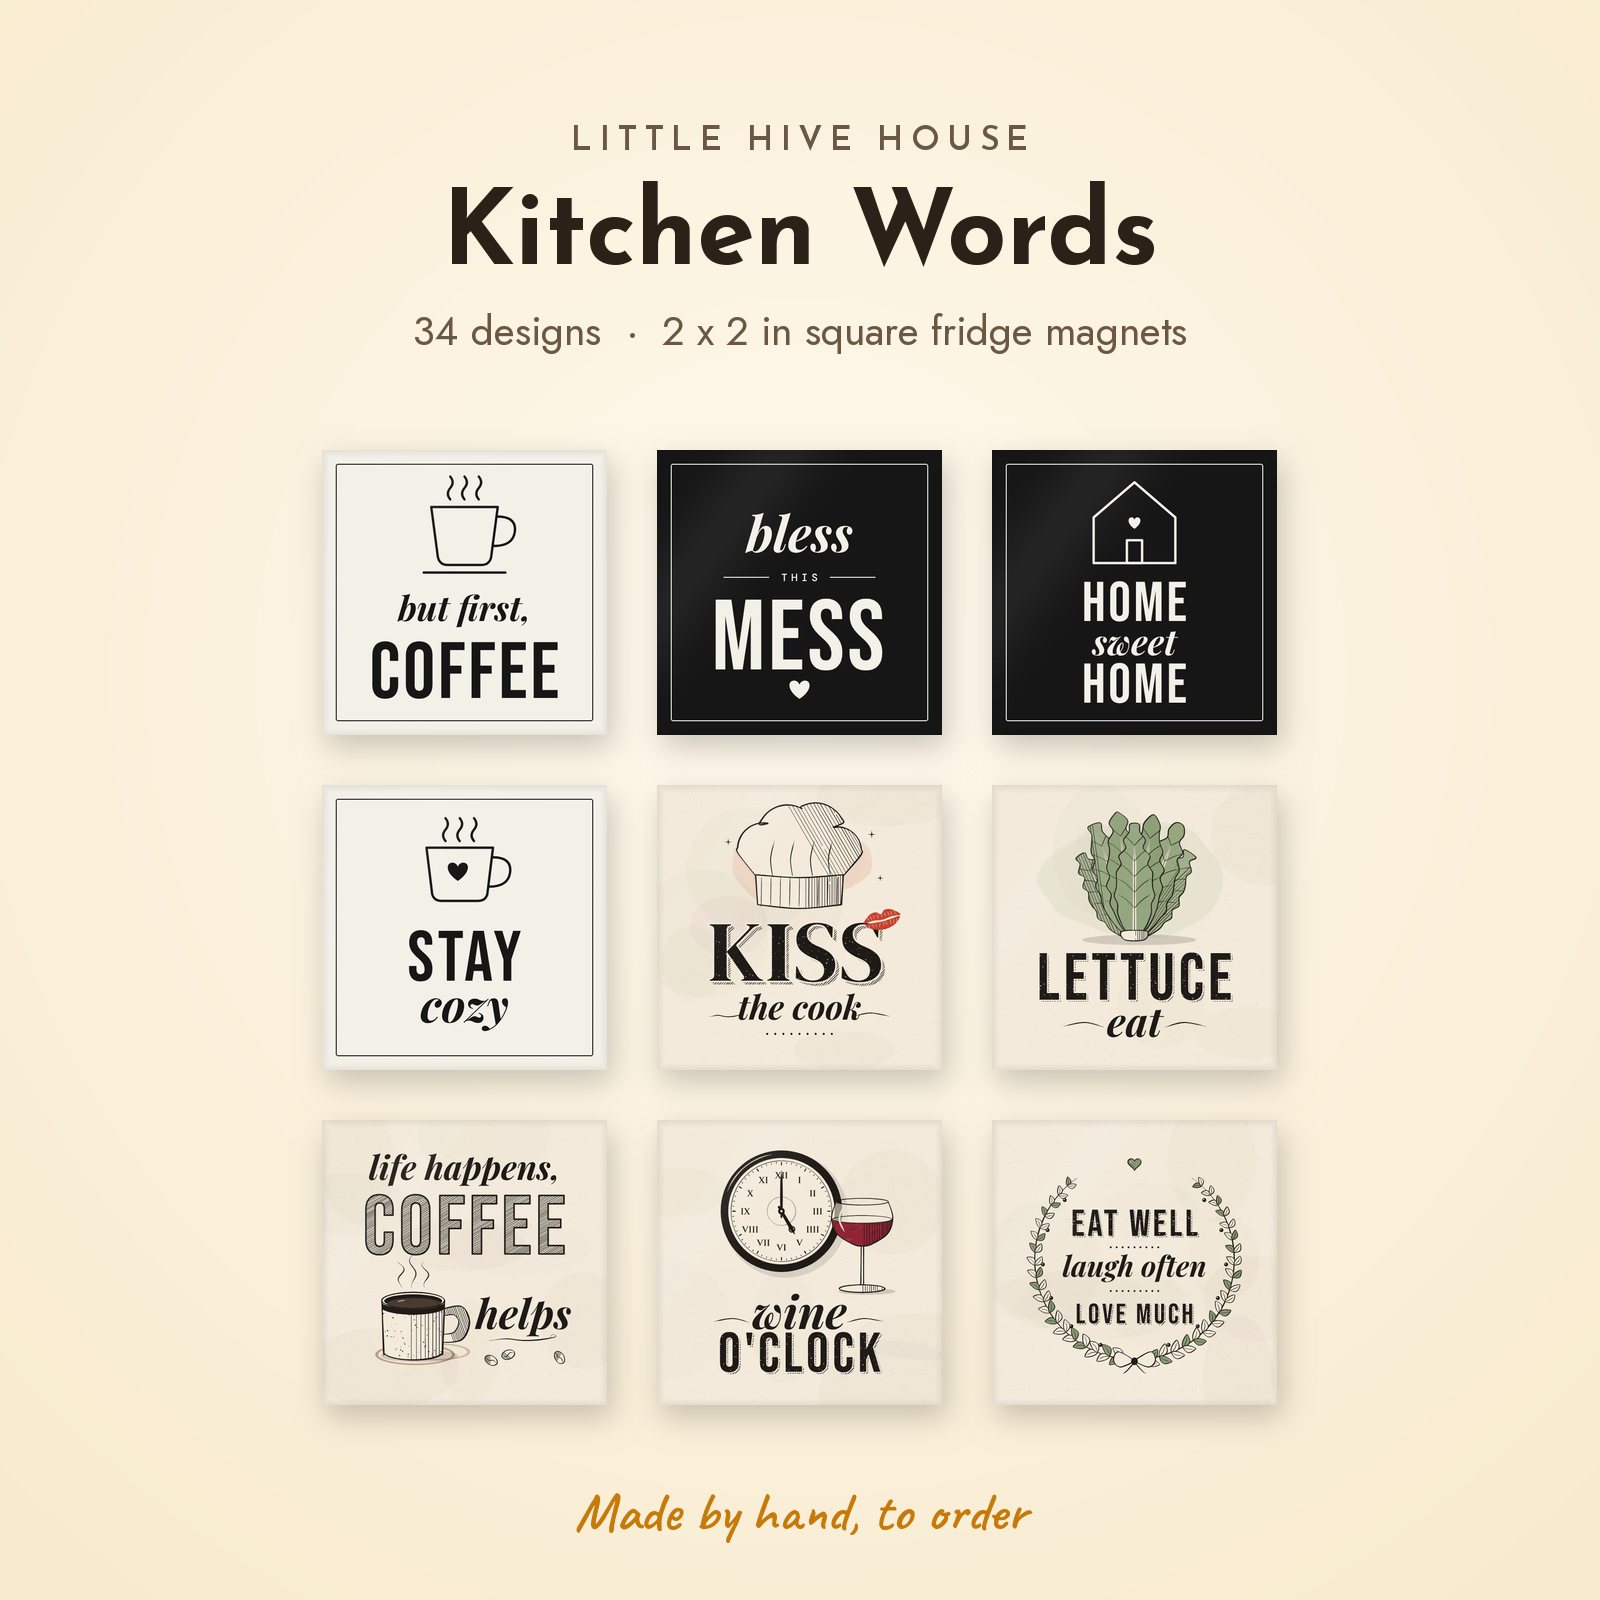 LITTLE HIVE HOUSE
Kitchen Words
34 designs · 2 x 2 in square fridge magnets
but first,
COFFEE
bless
THIS
MESS
HOME
sweet
HOME
STAY
cozy
KISS
the cook
LETTUCE
eat
life happens,
COFFEE
helps
XII
I
II
III
IIII
V
VI
VII
VIII
IX
X
XI
wine
O'CLOCK
EAT WELL
laugh often
LOVE MUCH
Made by hand, to order